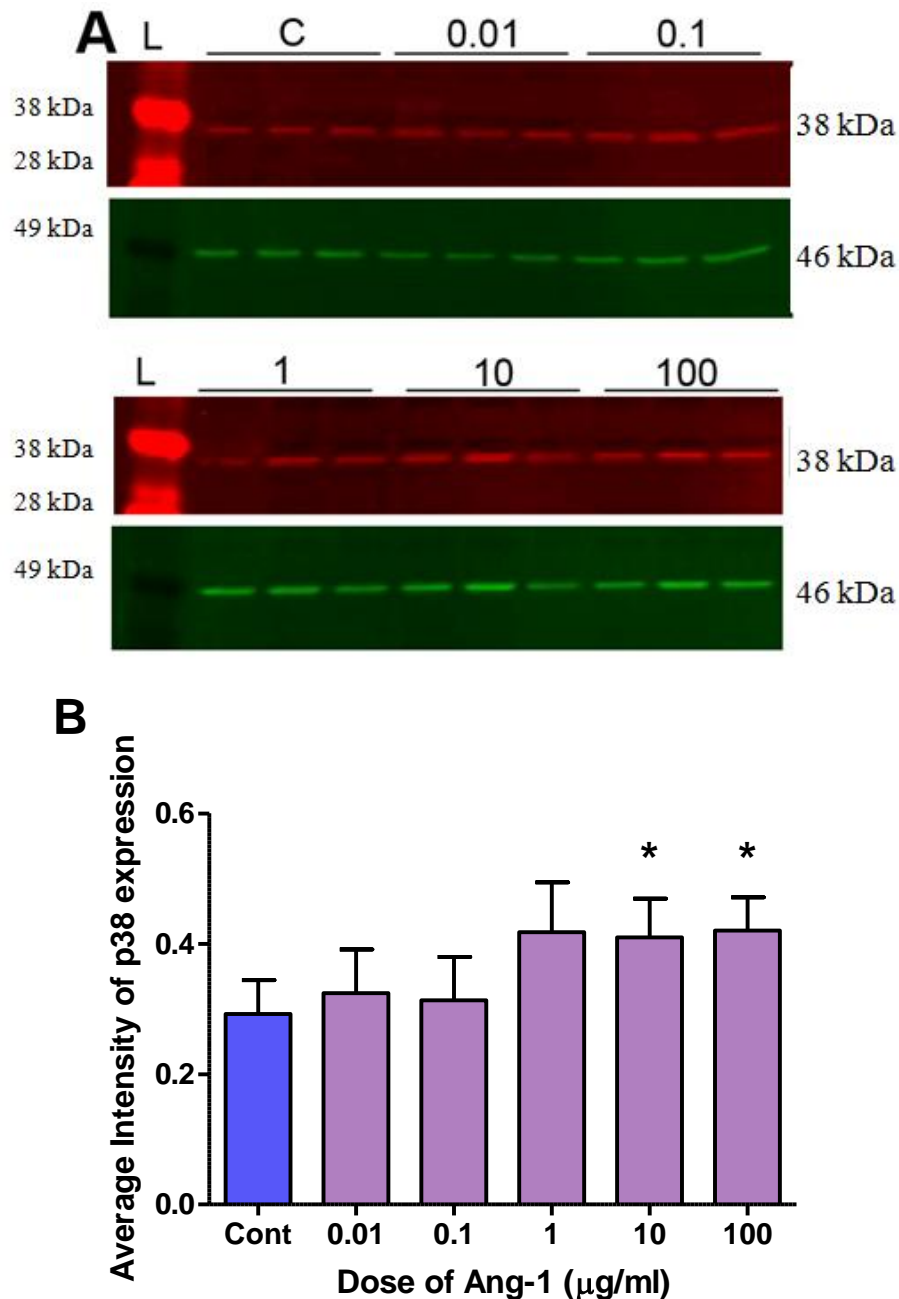 A L C 0.01 0.1
38 kDa 38 kDa
28 kDa
49 kDa 46 kDa
L 1 10 100
38 kDa 38 kDa
28 kDa
49 kDa 46 kDa
B
Average Intensity of p38 expression
0.6
* *
0.4
0.2
0.0
Cont 0.01 0.1 1 10 100
Dose of Ang-1 (μg/ml)